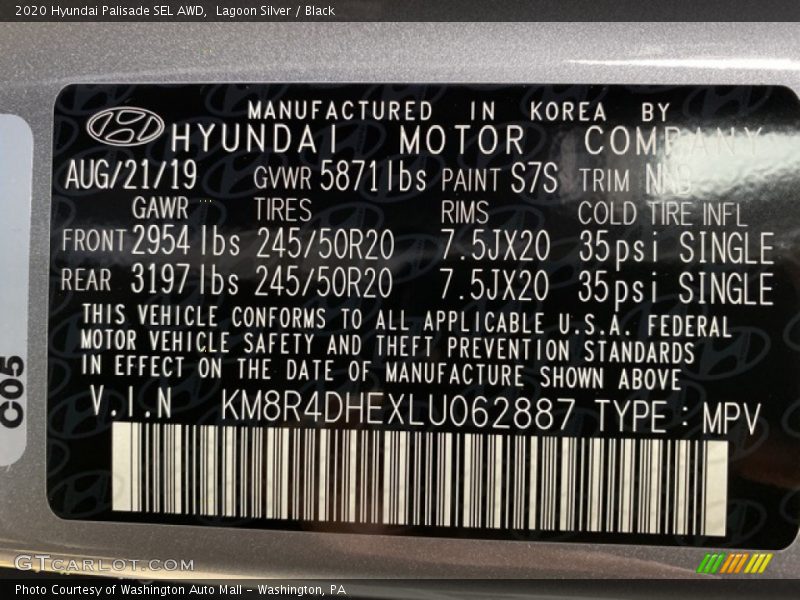 2020 Hyundai Palisade SEL AWD,  Lagoon Silver / Black
MANUFACTURED IN KOREA BY
HYUNDAI MOTOR COMPANY
AUG/21/19 GVWR 5871lbs PAINT S7S TRIM NNB
GAWR TIRES RIMS COLD TIRE INFL
FRONT 2954 lbs 245/50R20 7.5JX20 35psi SINGLE
REAR 3197 lbs 245/50R20 7.5JX20 35psi SINGLE
THIS VEHICLE CONFORMS TO ALL APPLICABLE U.S.A. FEDERAL
MOTOR VEHICLE SAFETY AND THEFT PREVENTION STANDARDS
IN EFFECT ON THE DATE OF MANUFACTURE SHOWN ABOVE
V.I.N KM8R4DHEXLU062887 TYPE : MPV
C05
GTCARLOT.COM
Photo Courtesy of Washington Auto Mall - Washington, PA